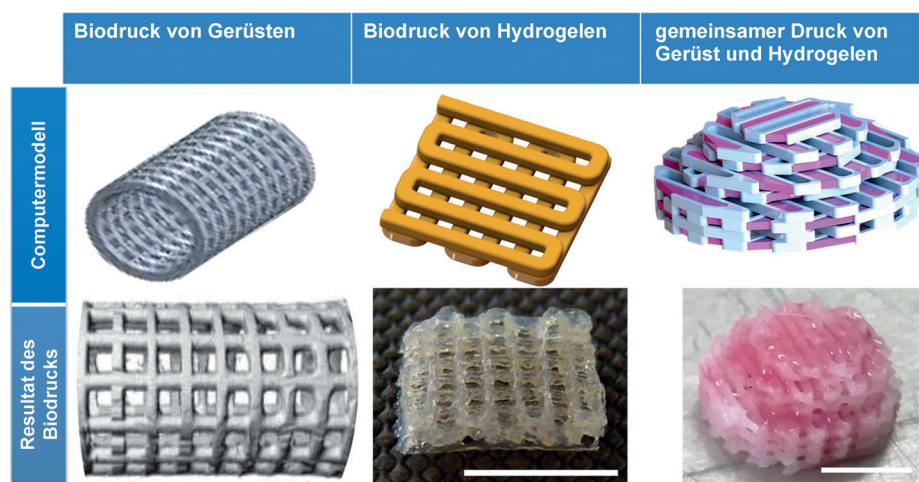 Biodruck von Gerüsten
Biodruck von Hydrogelen
gemeinsamer Druck von
Gerüst und Hydrogelen
Computermodell
Resultat des
Biodrucks